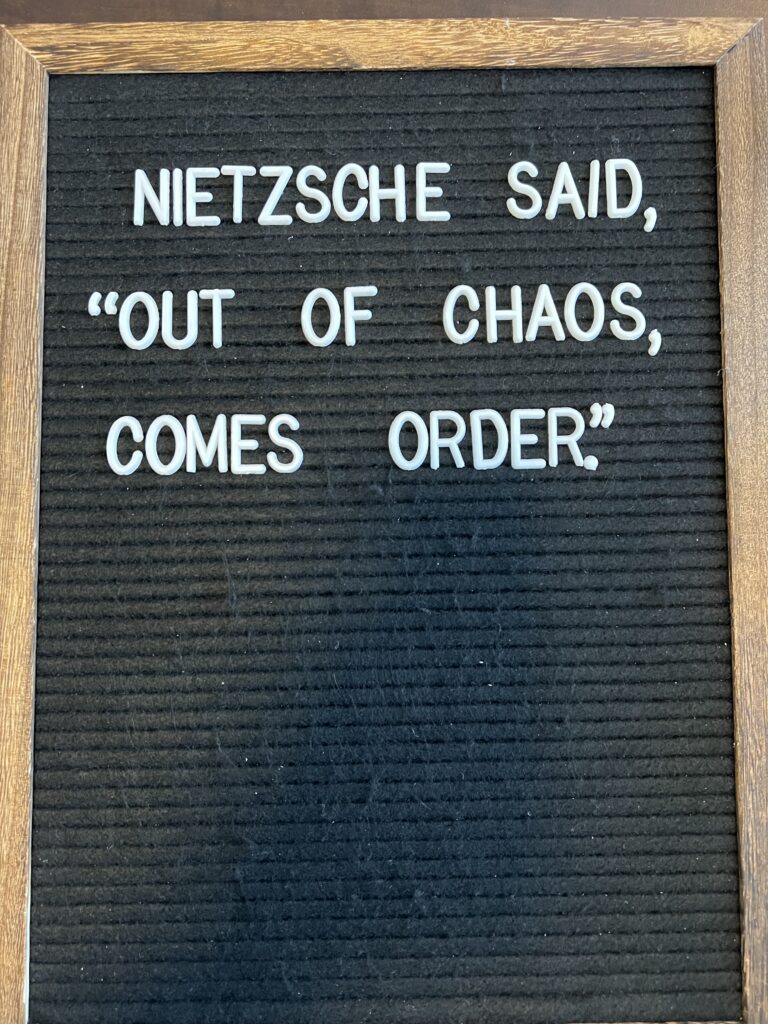 NIETZSCHE SAID,
“OUT OF CHAOS,
COMES ORDER.”